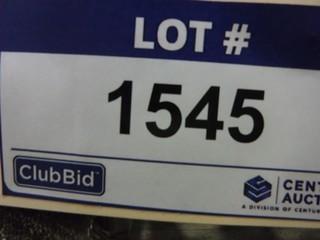 LOT #
1545
ClubBid
CENT
AUCT
A DIVISION OF CENTUR